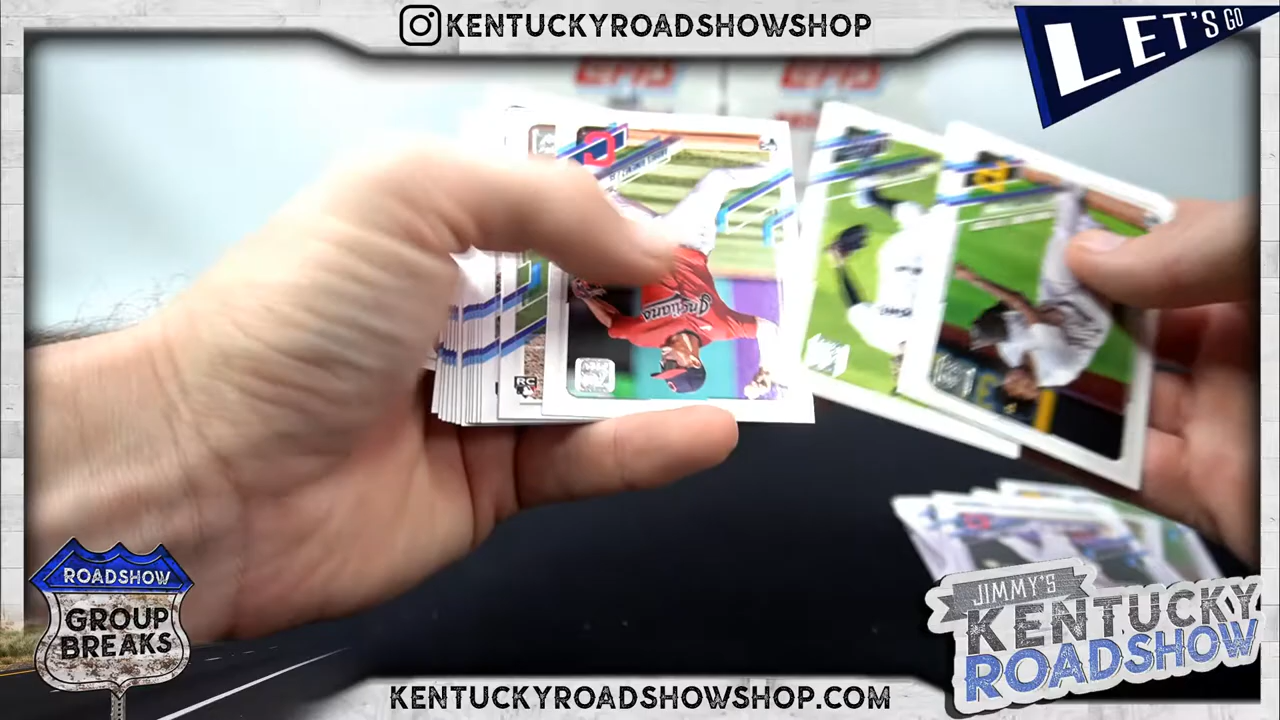 KENTUCKYROADSHOWSHOP
LET'S GO
Indians
RC
ROADSHOW
GROUP
BREAKS
JIMMY'S
KENTUCKY
ROADSHOW
KENTUCKYROADSHOWSHOP.COM